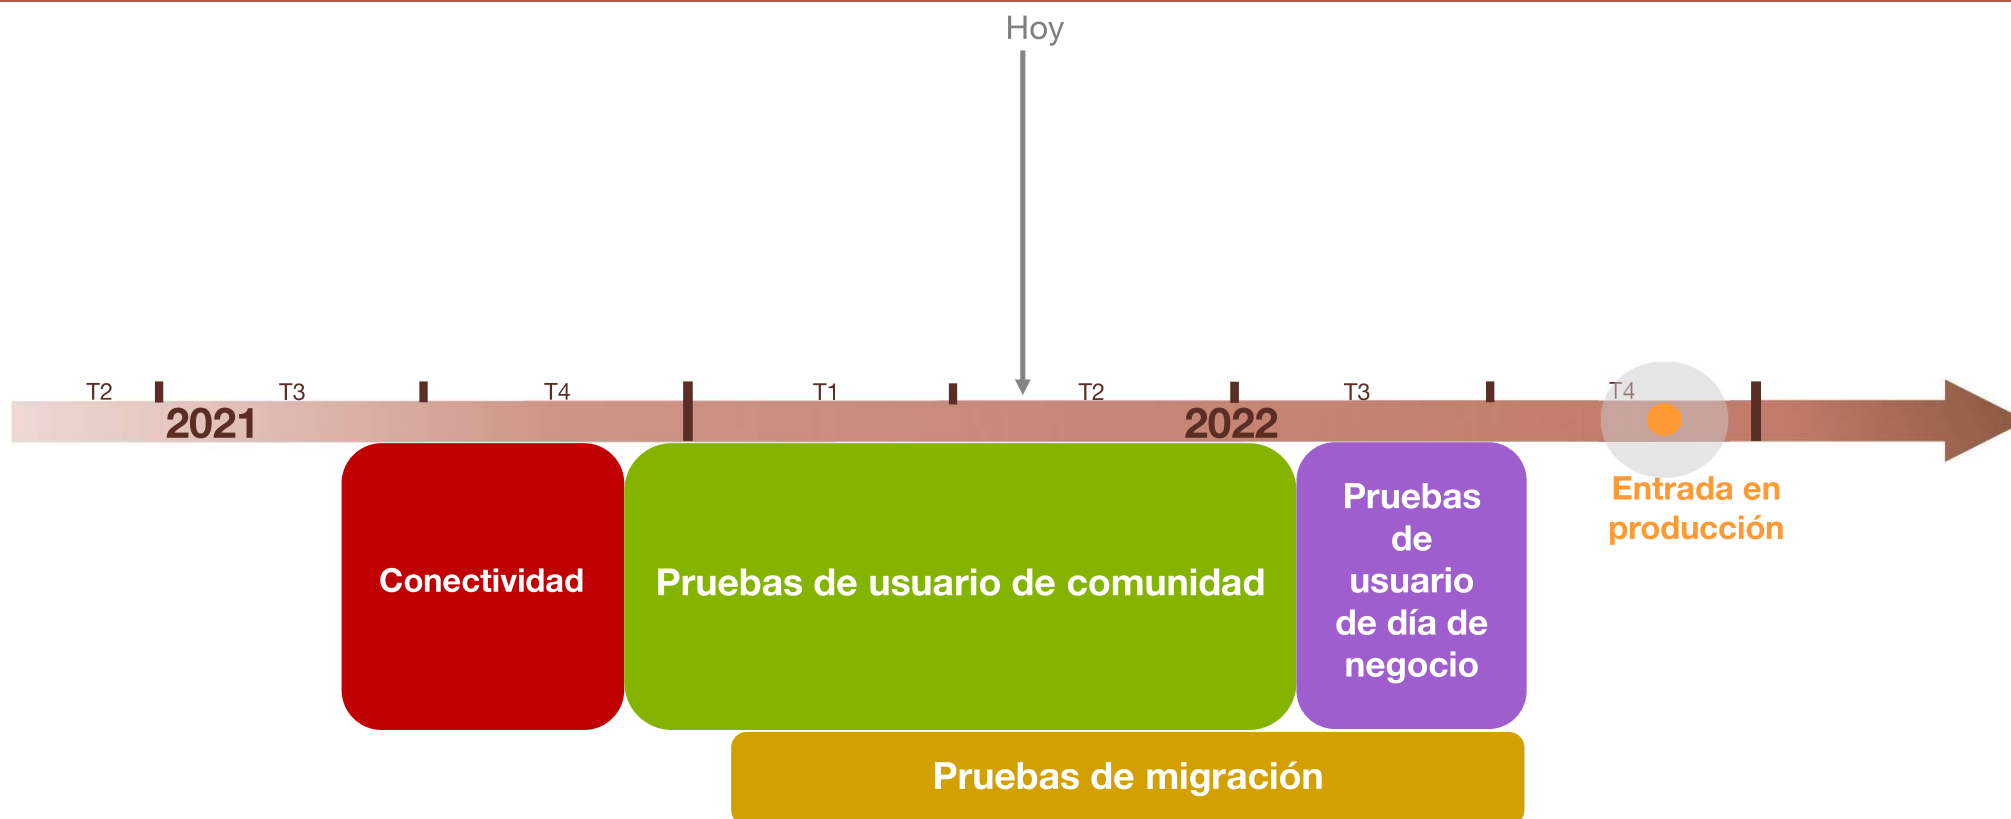 Hoy
T2
T3
T4
T1
T2
T3
T4
2021
2022
Conectividad
Pruebas de usuario de comunidad
Pruebas
de
usuario
de día de
negocio
Entrada en
producción
Pruebas de migración